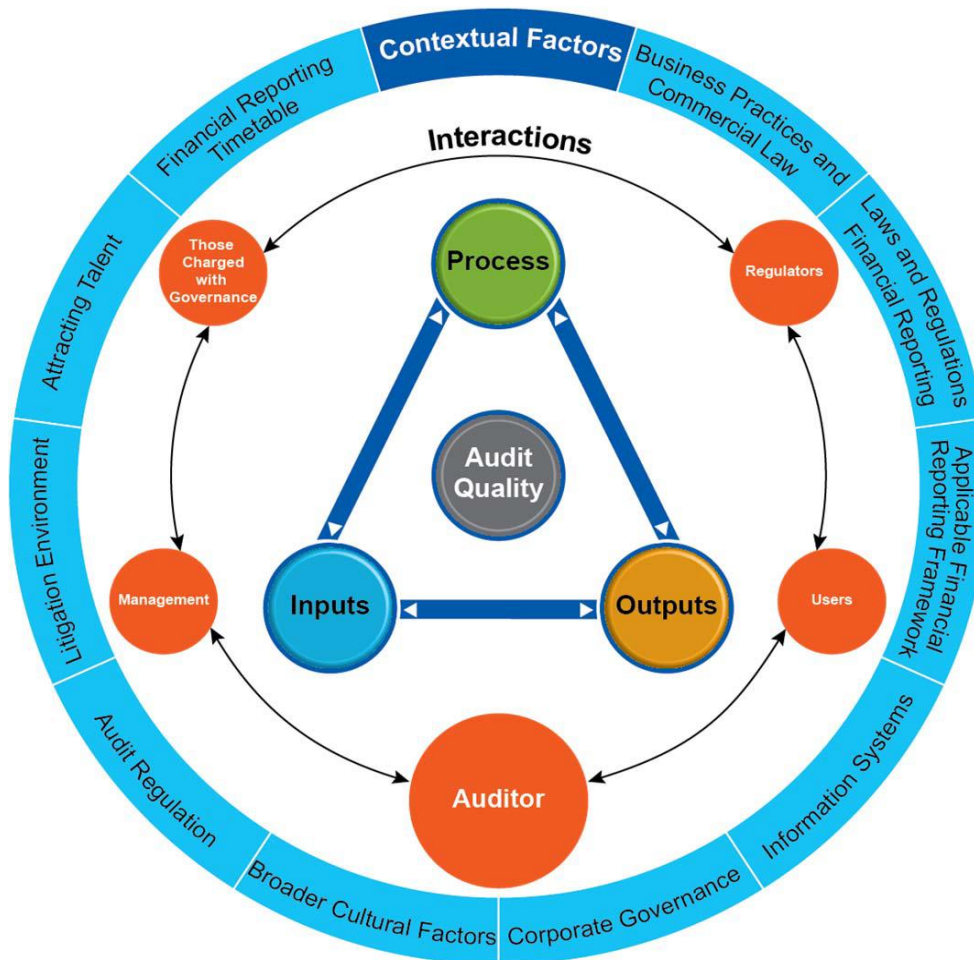 Contextual Factors
Business Practices and
Commercial Law
Laws and Regulations
Financial Reporting
Applicable Financial
Reporting Framework
Information Systems
Corporate Governance
Broader Cultural Factors
Audit Regulation
Litigation Environment
Attracting Talent
Financial Reporting
Timetable
Interactions
Those
Charged
with
Governance
Regulators
Management
Users
Auditor
Process
Audit
Quality
Inputs
Outputs